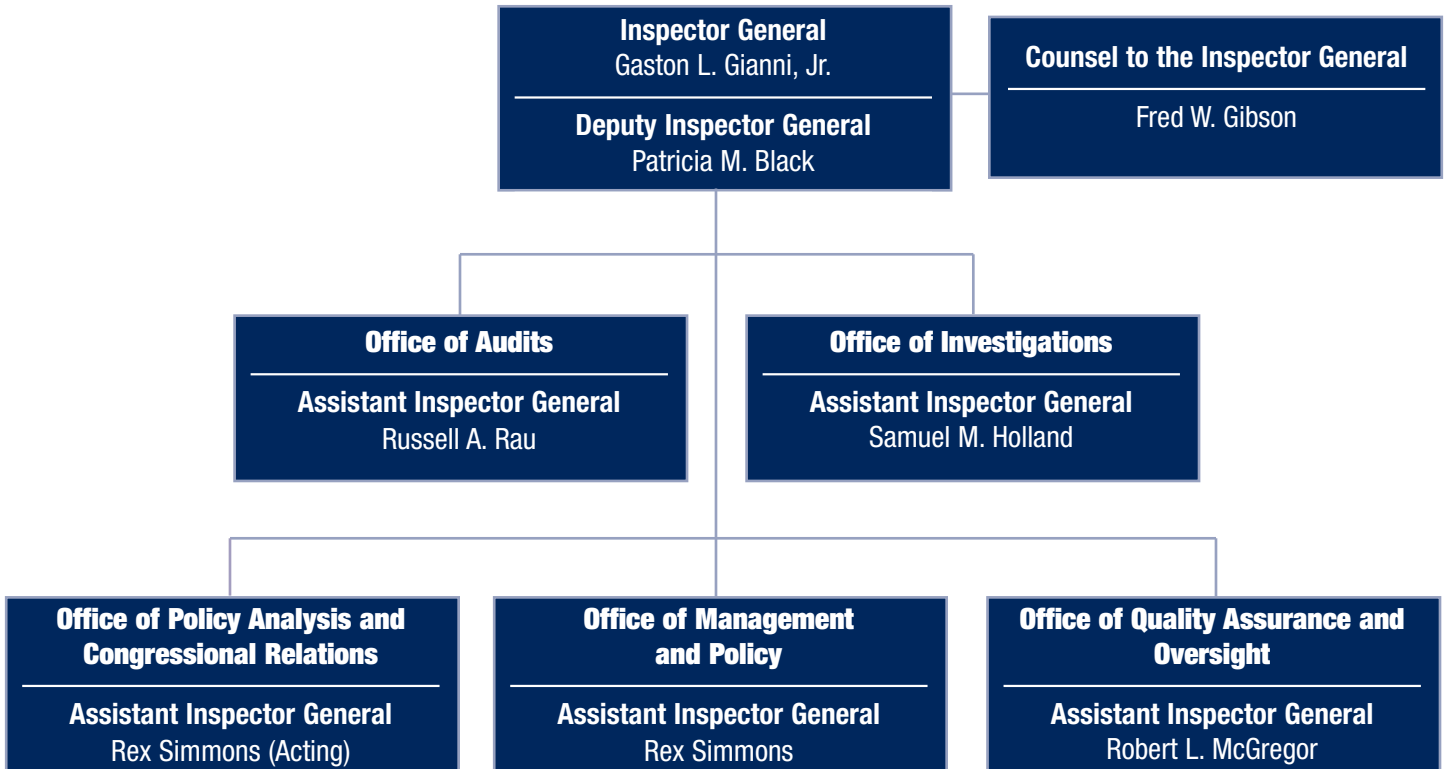 Inspector General
Gaston L. Gianni, Jr.
Deputy Inspector General
Patricia M. Black
Counsel to the Inspector General
Fred W. Gibson
Office of Audits
Assistant Inspector General
Russell A. Rau
Office of Investigations
Assistant Inspector General
Samuel M. Holland
Office of Policy Analysis and
Congressional Relations
Assistant Inspector General
Rex Simmons (Acting)
Office of Management
and Policy
Assistant Inspector General
Rex Simmons
Office of Quality Assurance and
Oversight
Assistant Inspector General
Robert L. McGregor